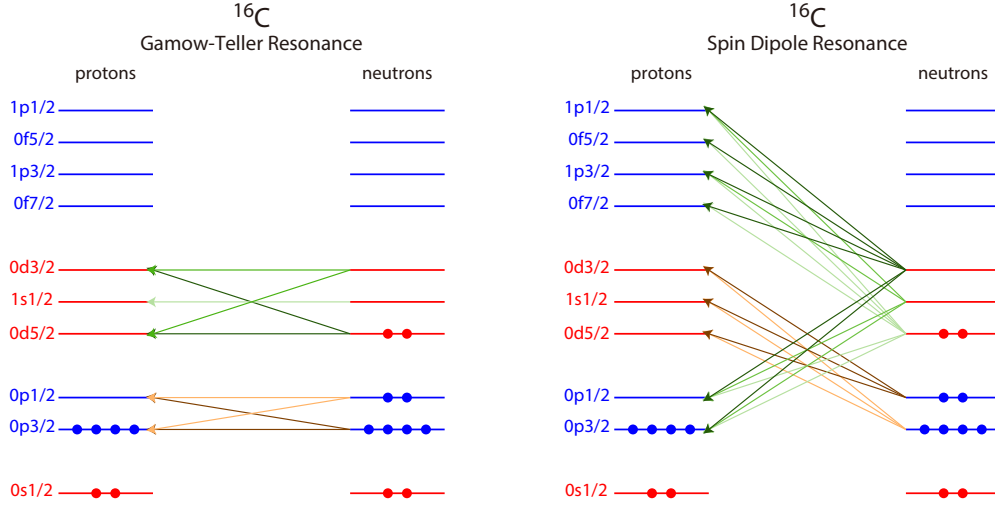 ¹⁶C
Gamow-Teller Resonance
protons
neutrons
1p1/2
0f5/2
1p3/2
0f7/2
0d3/2
1s1/2
0d5/2
0p1/2
0p3/2
0s1/2
¹⁶C
Spin Dipole Resonance
protons
neutrons
1p1/2
0f5/2
1p3/2
0f7/2
0d3/2
1s1/2
0d5/2
0p1/2
0p3/2
0s1/2